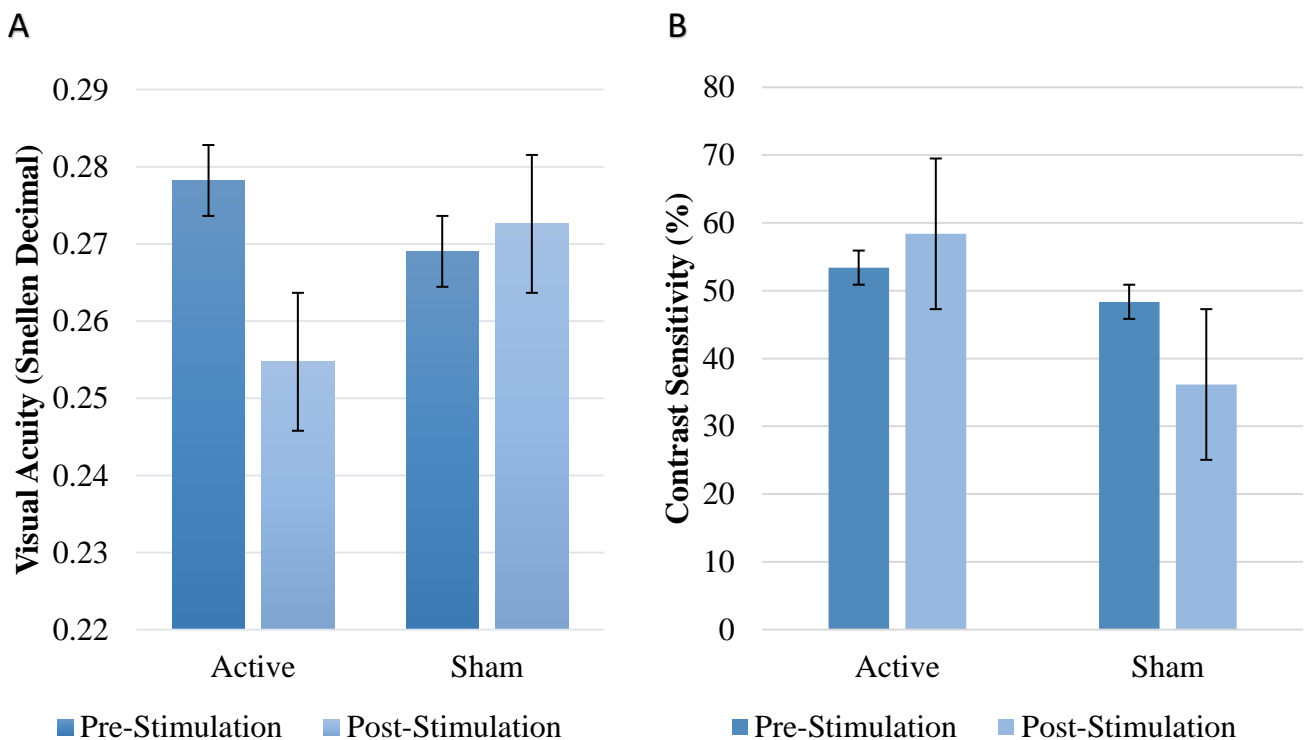 A
Visual Acuity (Snellen Decimal)
0.29
0.28
0.27
0.26
0.25
0.24
0.23
0.22
Active Sham
Pre-Stimulation Post-Stimulation
B
Contrast Sensitivity (%)
80
70
60
50
40
30
20
10
0
Active Sham
Pre-Stimulation Post-Stimulation